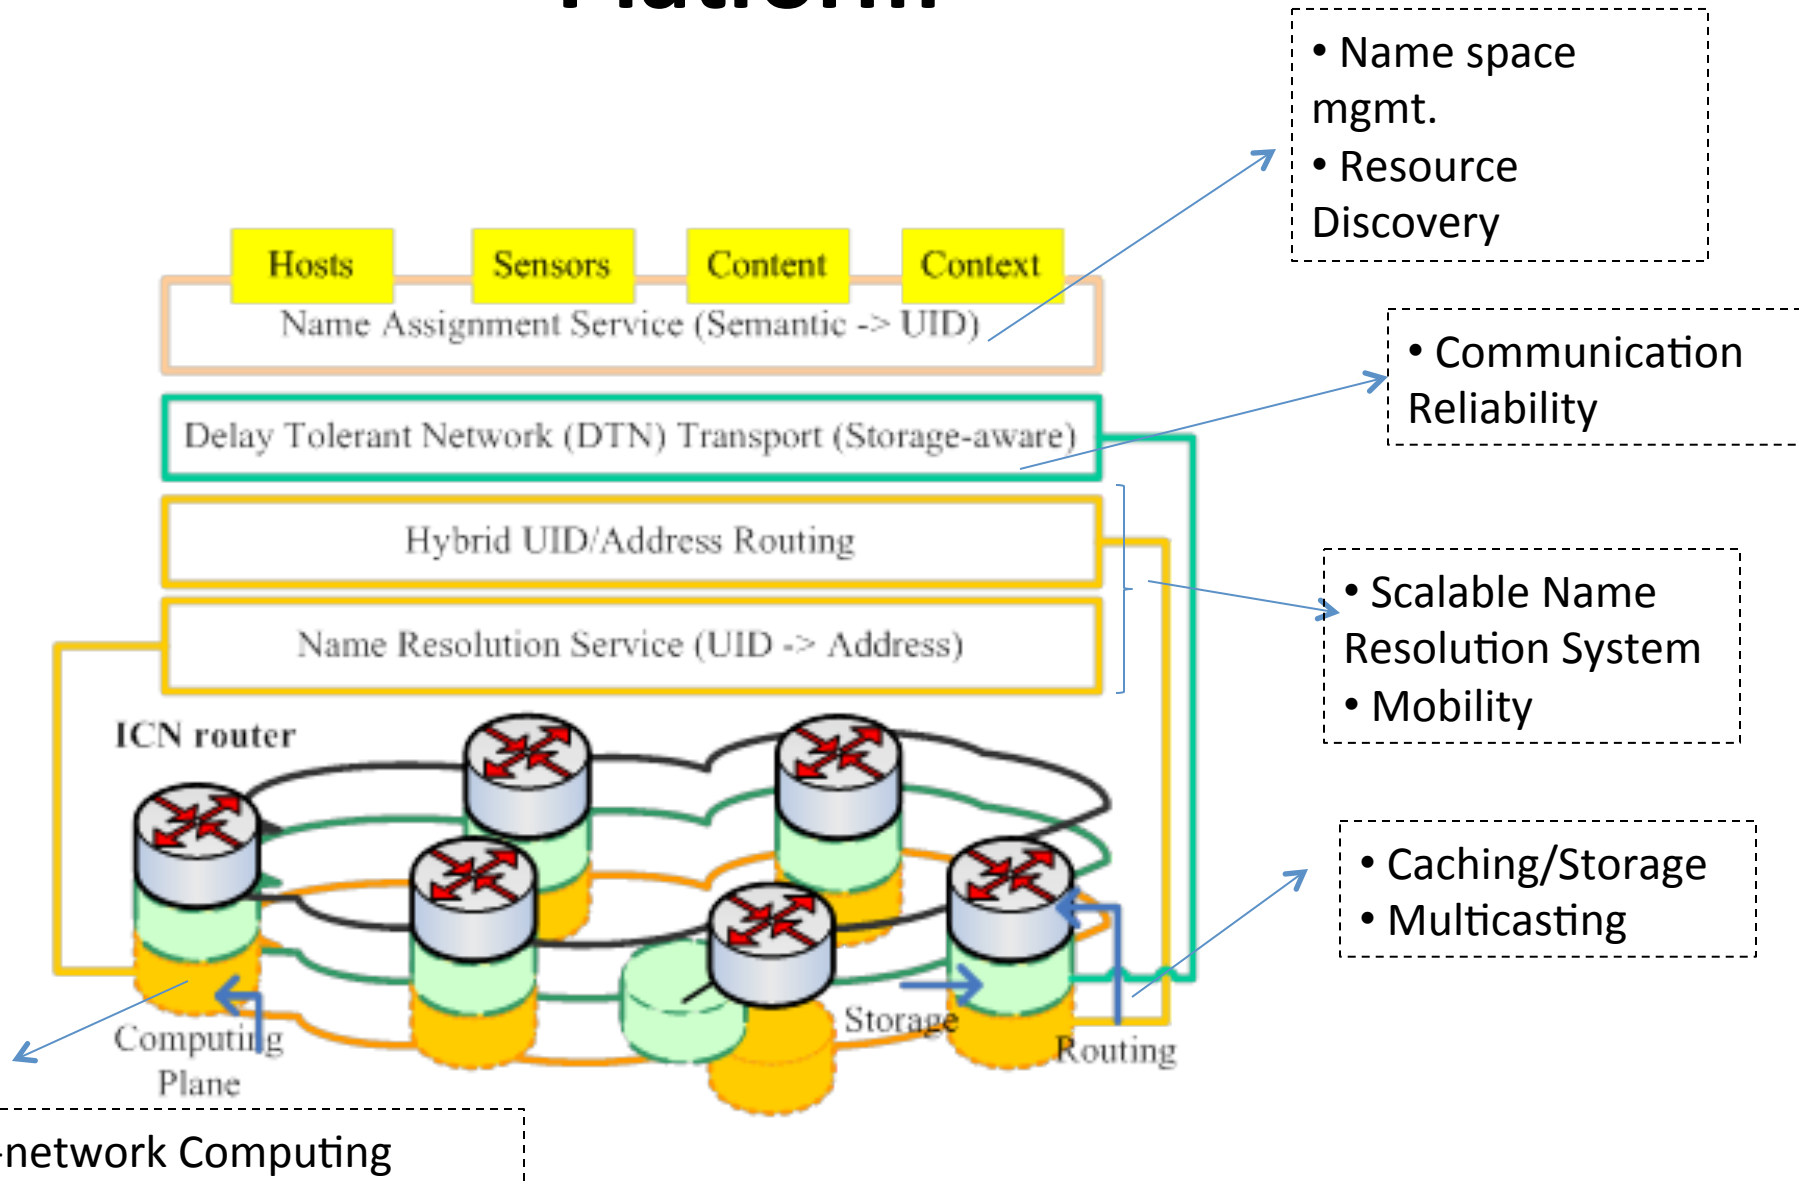 Platform
• Name space
mgmt.
• Resource
Discovery
Hosts
Sensors
Content
Context
Name Assignment Service (Semantic -> UID)
• Communication
Reliability
Delay Tolerant Network (DTN) Transport (Storage-aware)
Hybrid UID/Address Routing
• Scalable Name
Resolution System
• Mobility
Name Resolution Service (UID -> Address)
ICN router
• Caching/Storage
• Multicasting
Storage
Computing
Plane
Routing
-network Computing